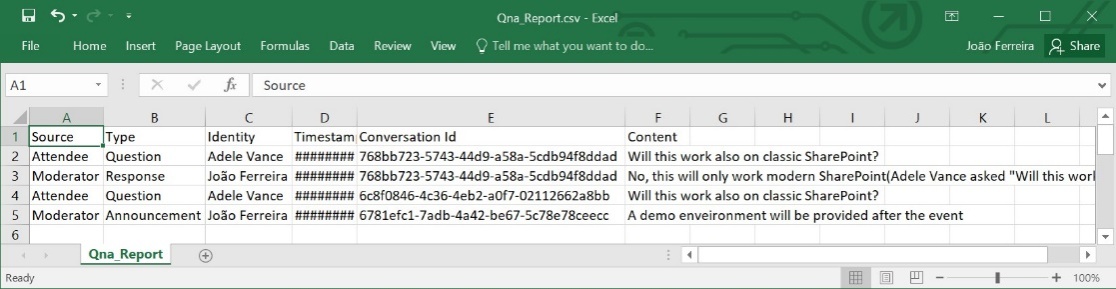 Qna_Report.csv - Excel
File Home Insert Page Layout Formulas Data Review View Tell me what you want to do... João Ferreira Share
A1 fx Source
A B C D E F G H I J K L
1 Source Type Identity Timestam Conversation Id Content
2 Attendee Question Adele Vance ######## 768bb723-5743-44d9-a58a-5cdb94f8ddad Will this work also on classic SharePoint?
3 Moderator Response João Ferreira ######## 768bb723-5743-44d9-a58a-5cdb94f8ddad No, this will only work modern SharePoint(Adele Vance asked "Will this worl
4 Attendee Question Adele Vance ######## 6c8f0846-4c36-4eb2-a0f7-02112662a8bb Will this work also on classic SharePoint?
5 Moderator Announcement João Ferreira ######## 6781efc1-7adb-4a42-be67-5c78e78ceecc A demo enveironment will be provided after the event
6
Qna_Report
Ready 100%